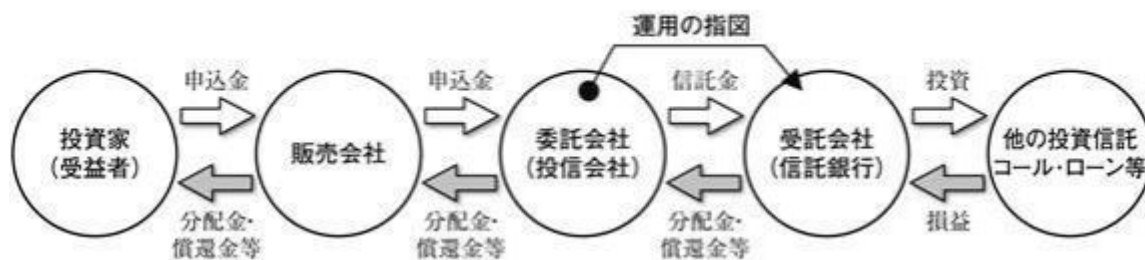 運用の指図
申込金
申込金
信託金
投資
投資家
（受益者）
販売会社
委託会社
（投信会社）
受託会社
（信託銀行）
他の投資信託
コール・ローン等
分配金・
償還金等
分配金・
償還金等
分配金・
償還金等
損益